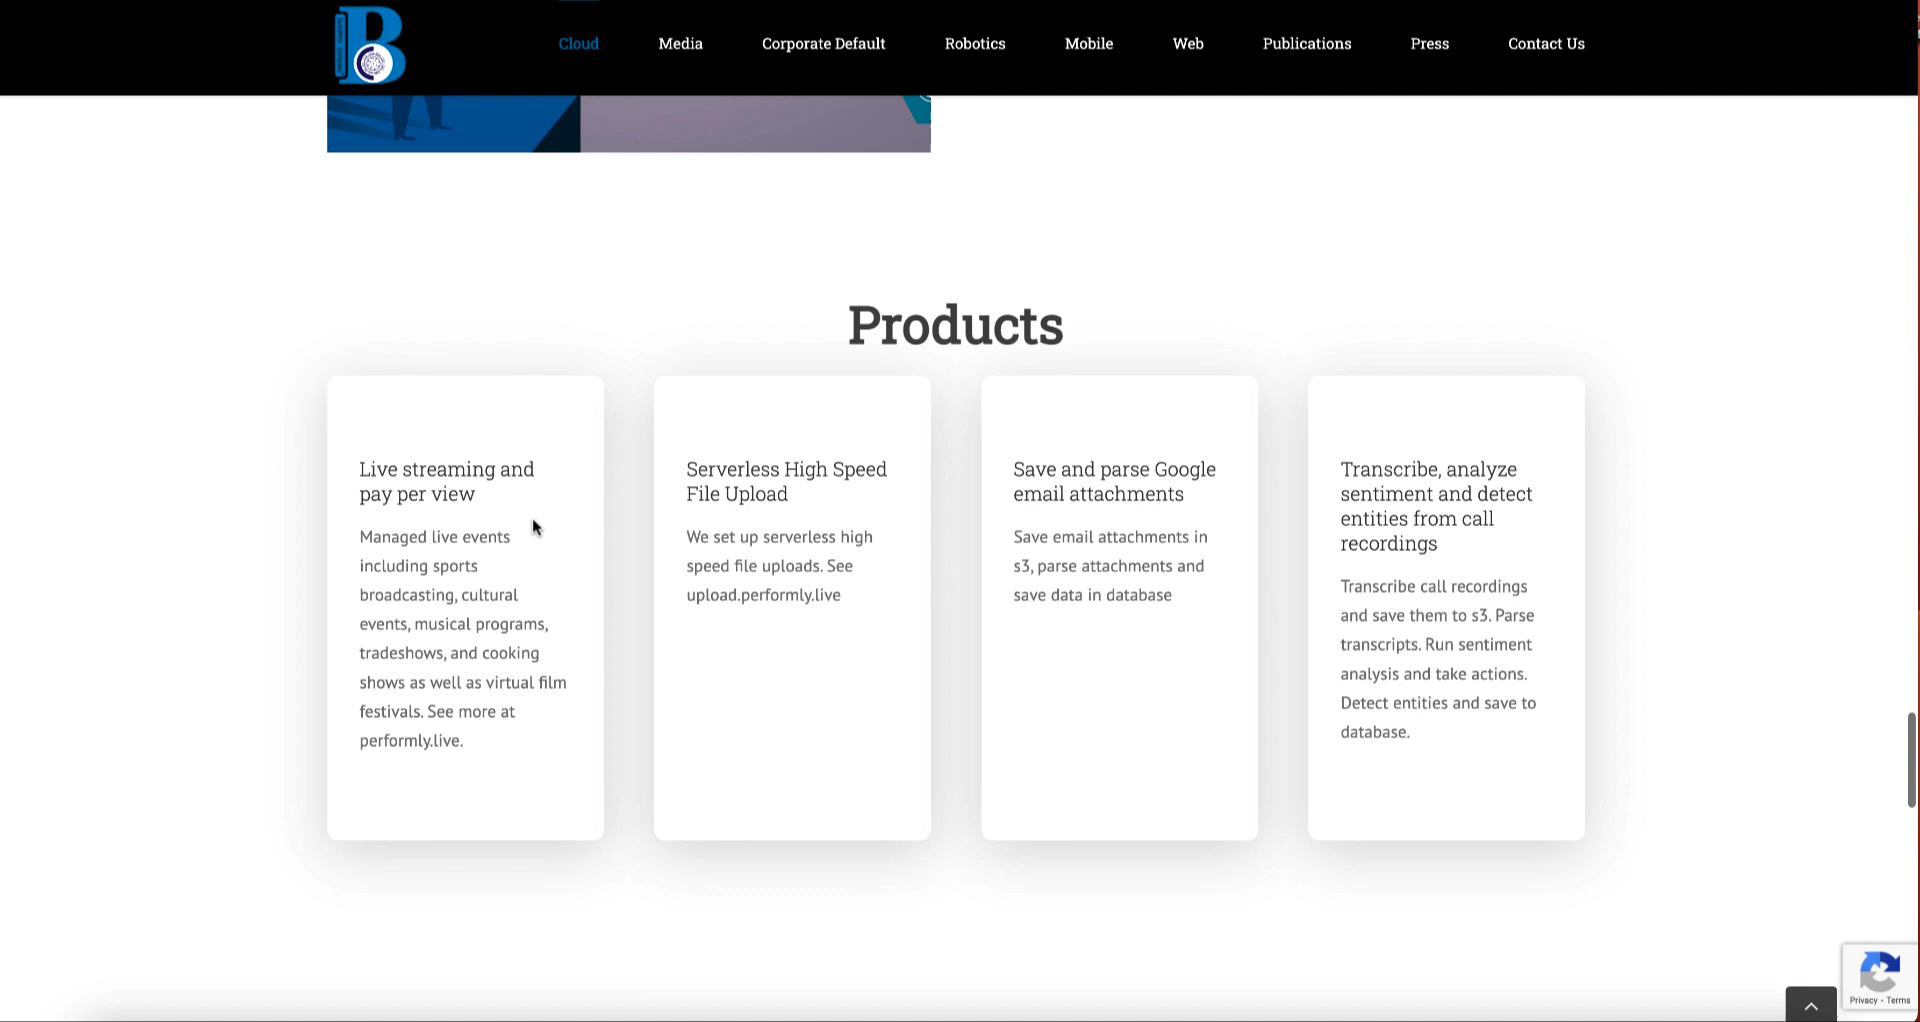 B
Cloud
Media
Corporate Default
Robotics
Mobile
Web
Publications
Press
Contact Us
Products
Live streaming and
pay per view
Managed live events
including sports
broadcasting, cultural
events, musical programs,
tradeshows, and cooking
shows as well as virtual film
festivals. See more at
performly.live.
Serverless High Speed
File Upload
We set up serverless high
speed file uploads. See
upload.performly.live
Save and parse Google
email attachments
Save email attachments in
s3, parse attachments and
save data in database
Transcribe, analyze
sentiment and detect
entities from call
recordings
Transcribe call recordings
and save them to s3. Parse
transcripts. Run sentiment
analysis and take actions.
Detect entities and save to
database.
Privacy - Terms